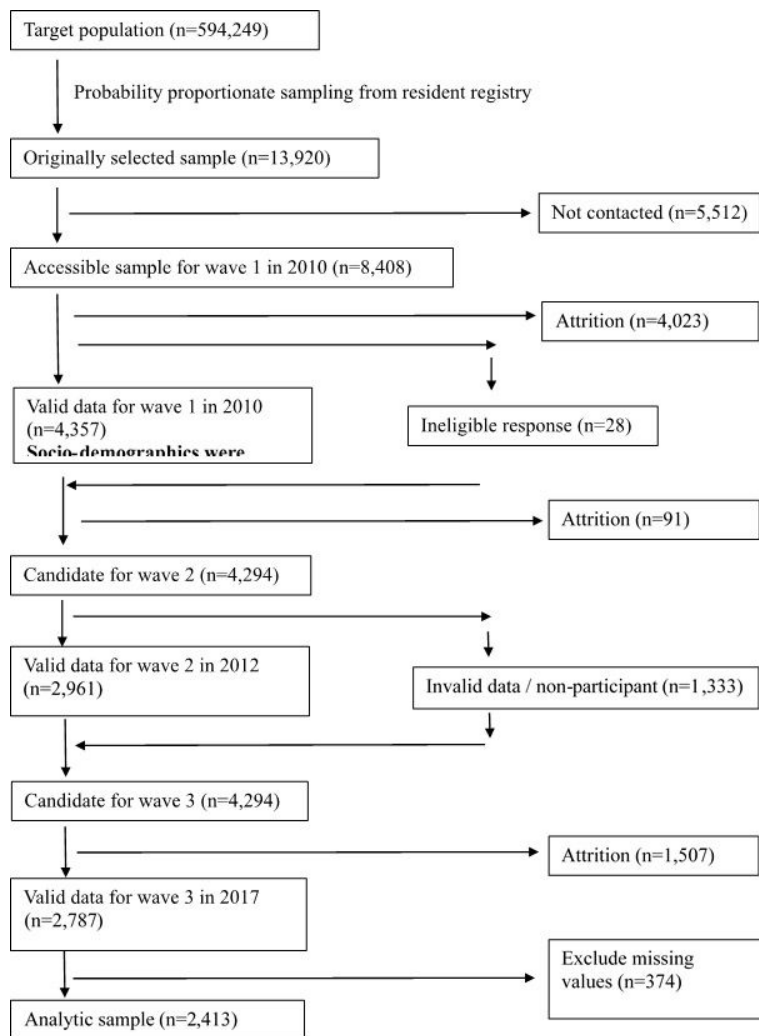 Target population (n=594,249)
Probability proportionate sampling from resident registry
Originally selected sample (n=13,920)
Not contacted (n=5,512)
Accessible sample for wave 1 in 2010 (n=8,408)
Attrition (n=4,023)
Valid data for wave 1 in 2010
(n=4,357)
Socio-demographics were
Ineligible response (n=28)
Attrition (n=91)
Candidate for wave 2 (n=4,294)
Valid data for wave 2 in 2012
(n=2,961)
Invalid data / non-participant (n=1,333)
Candidate for wave 3 (n=4,294)
Attrition (n=1,507)
Valid data for wave 3 in 2017
(n=2,787)
Exclude missing
values (n=374)
Analytic sample (n=2,413)